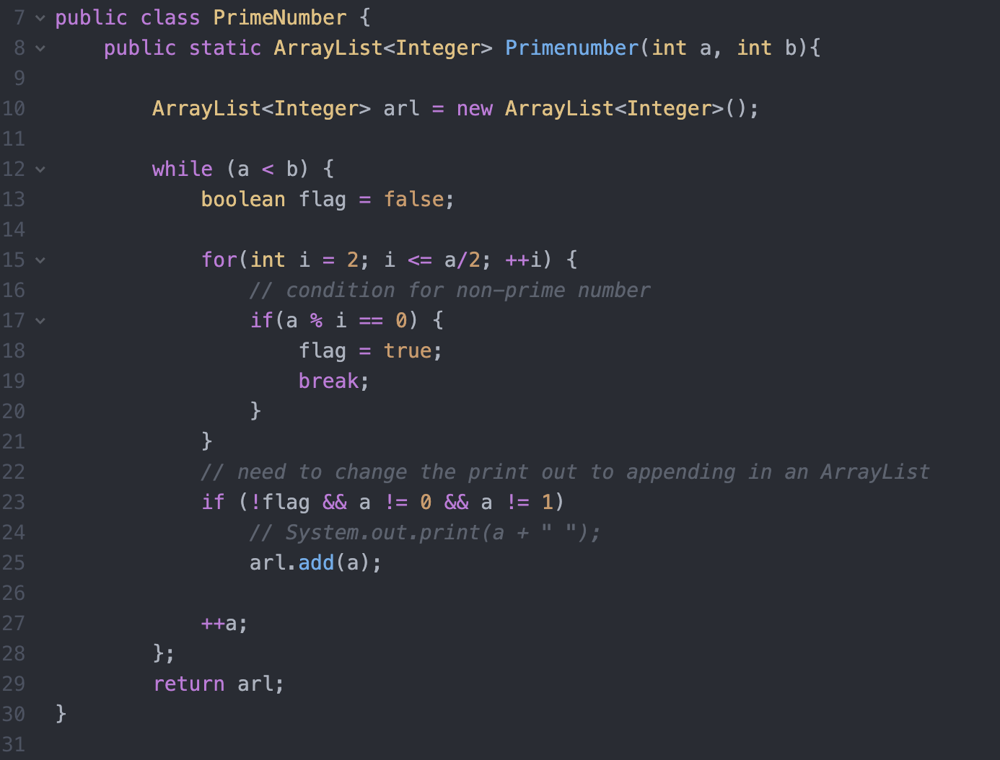 7 public class PrimeNumber {
8     public static ArrayList<Integer> Primenumber(int a, int b){
9
10         ArrayList<Integer> arl = new ArrayList<Integer>();
11
12         while (a < b) {
13             boolean flag = false;
14
15             for(int i = 2; i <= a/2; ++i) {
16                 // condition for non-prime number
17                 if(a % i == 0) {
18                     flag = true;
19                     break;
20                 }
21             }
22             // need to change the print out to appending in an ArrayList
23             if (!flag && a != 0 && a != 1)
24                 // System.out.print(a + " ");
25                 arl.add(a);
26
27             ++a;
28         };
29         return arl;
30 }
31